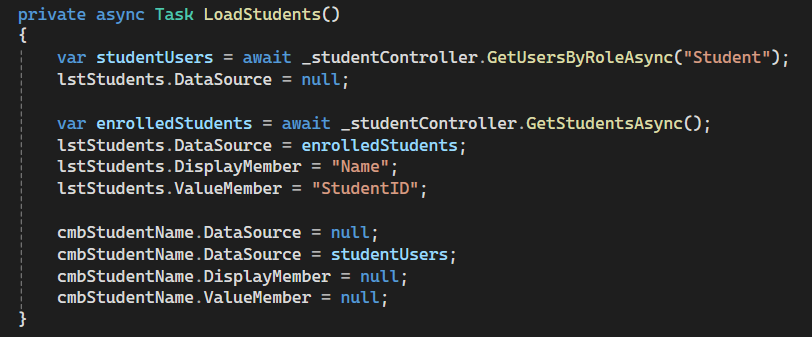 private async Task LoadStudents()
{
    var studentUsers = await _studentController.GetUsersByRoleAsync("Student");
    lstStudents.DataSource = null;

    var enrolledStudents = await _studentController.GetStudentsAsync();
    lstStudents.DataSource = enrolledStudents;
    lstStudents.DisplayMember = "Name";
    lstStudents.ValueMember = "StudentID";

    cmbStudentName.DataSource = null;
    cmbStudentName.DataSource = studentUsers;
    cmbStudentName.DisplayMember = null;
    cmbStudentName.ValueMember = null;
}